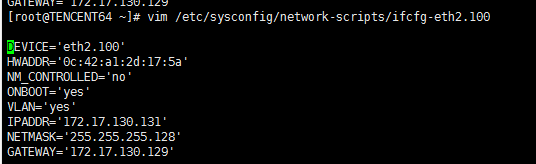 GATEWAY='172.17.130.129'
[root@TENCENT64 ~]# vim /etc/sysconfig/network-scripts/ifcfg-eth2.100
DEVICE='eth2.100'
HWADDR='0c:42:a1:2d:17:5a'
NM_CONTROLLED='no'
ONBOOT='yes'
VLAN='yes'
IPADDR='172.17.130.131'
NETMASK='255.255.255.128'
GATEWAY='172.17.130.129'